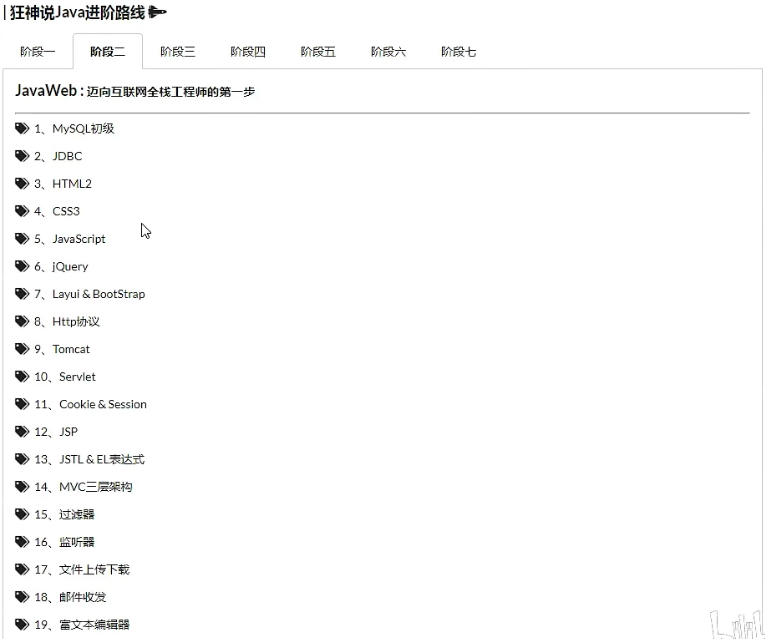 狂神说Java进阶路线
阶段一 阶段二 阶段三 阶段四 阶段五 阶段六 阶段七
JavaWeb : 迈向互联网全栈工程师的第一步
1、MySQL初级
2、JDBC
3、HTML2
4、CSS3
5、JavaScript
6、jQuery
7、Layui & BootStrap
8、Http协议
9、Tomcat
10、Servlet
11、Cookie & Session
12、JSP
13、JSTL & EL表达式
14、MVC三层架构
15、过滤器
16、监听器
17、文件上传下载
18、邮件收发
19、富文本编辑器